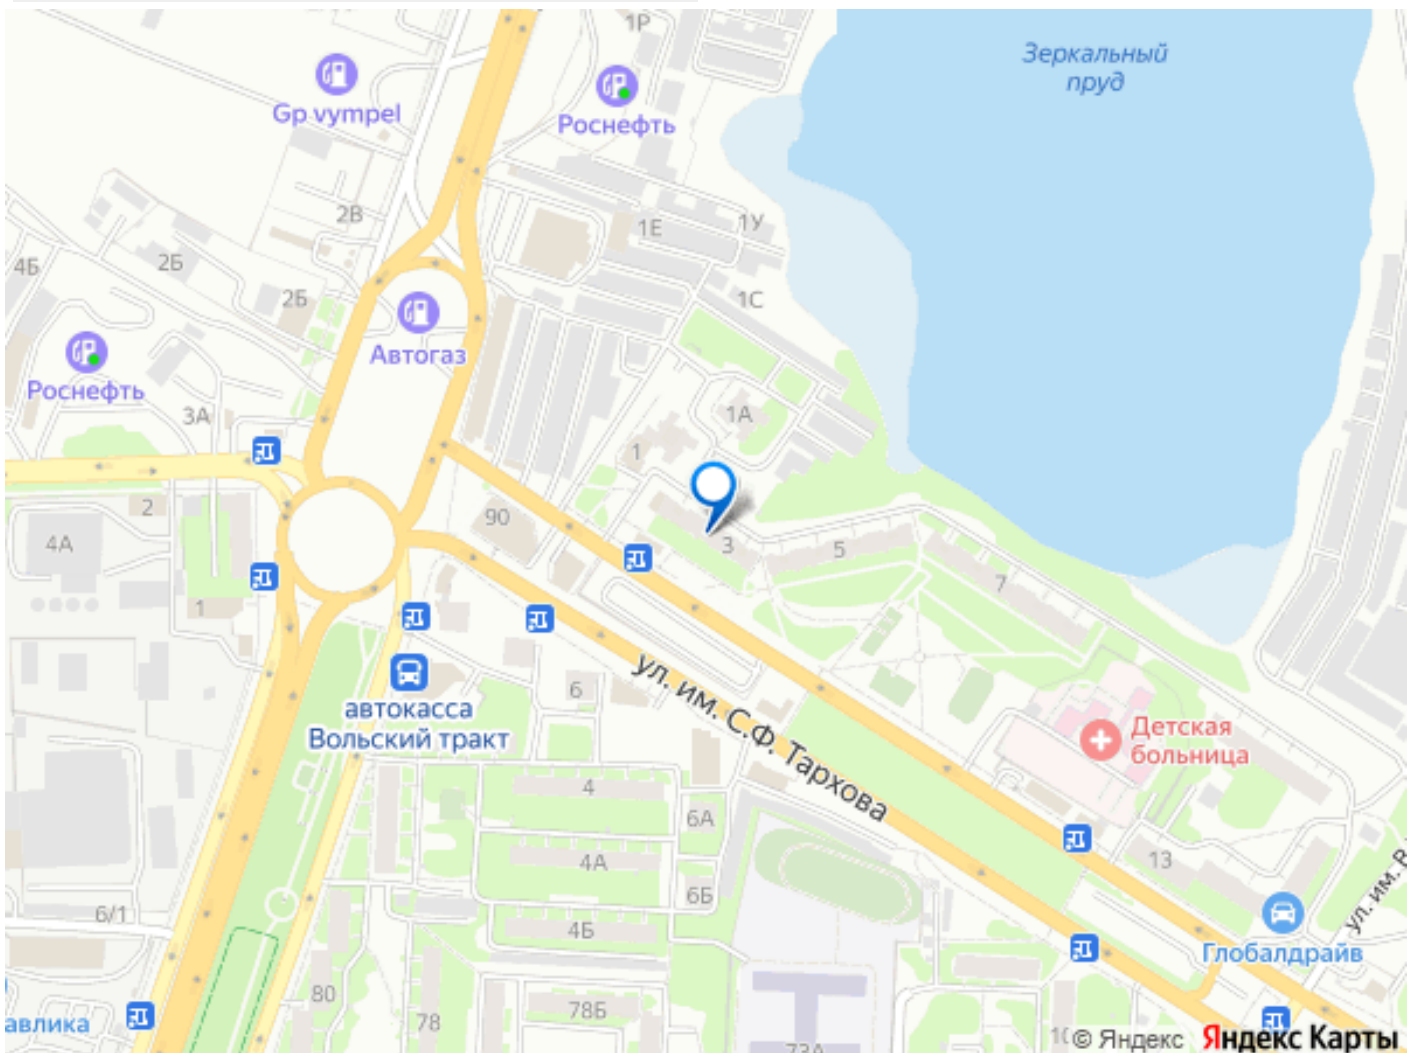 1Р
Зеркальный
пруд
Gp vympel
Роснефть
2В
1Е
1У
4Б
2Б
2Б
1С
Автогаз
Роснефть
3А
1А
1
2
90
4А
3
5
7
1
6
ул. им. С.Ф. Тархова
автокасса
Вольский тракт
Детская
больница
4
6А
4А
13
6Б
6/1
4Б
ул. им. В
Глобалдрайв
80
78Б
78
авлика
73А
© Яндекс Яндекс Карты